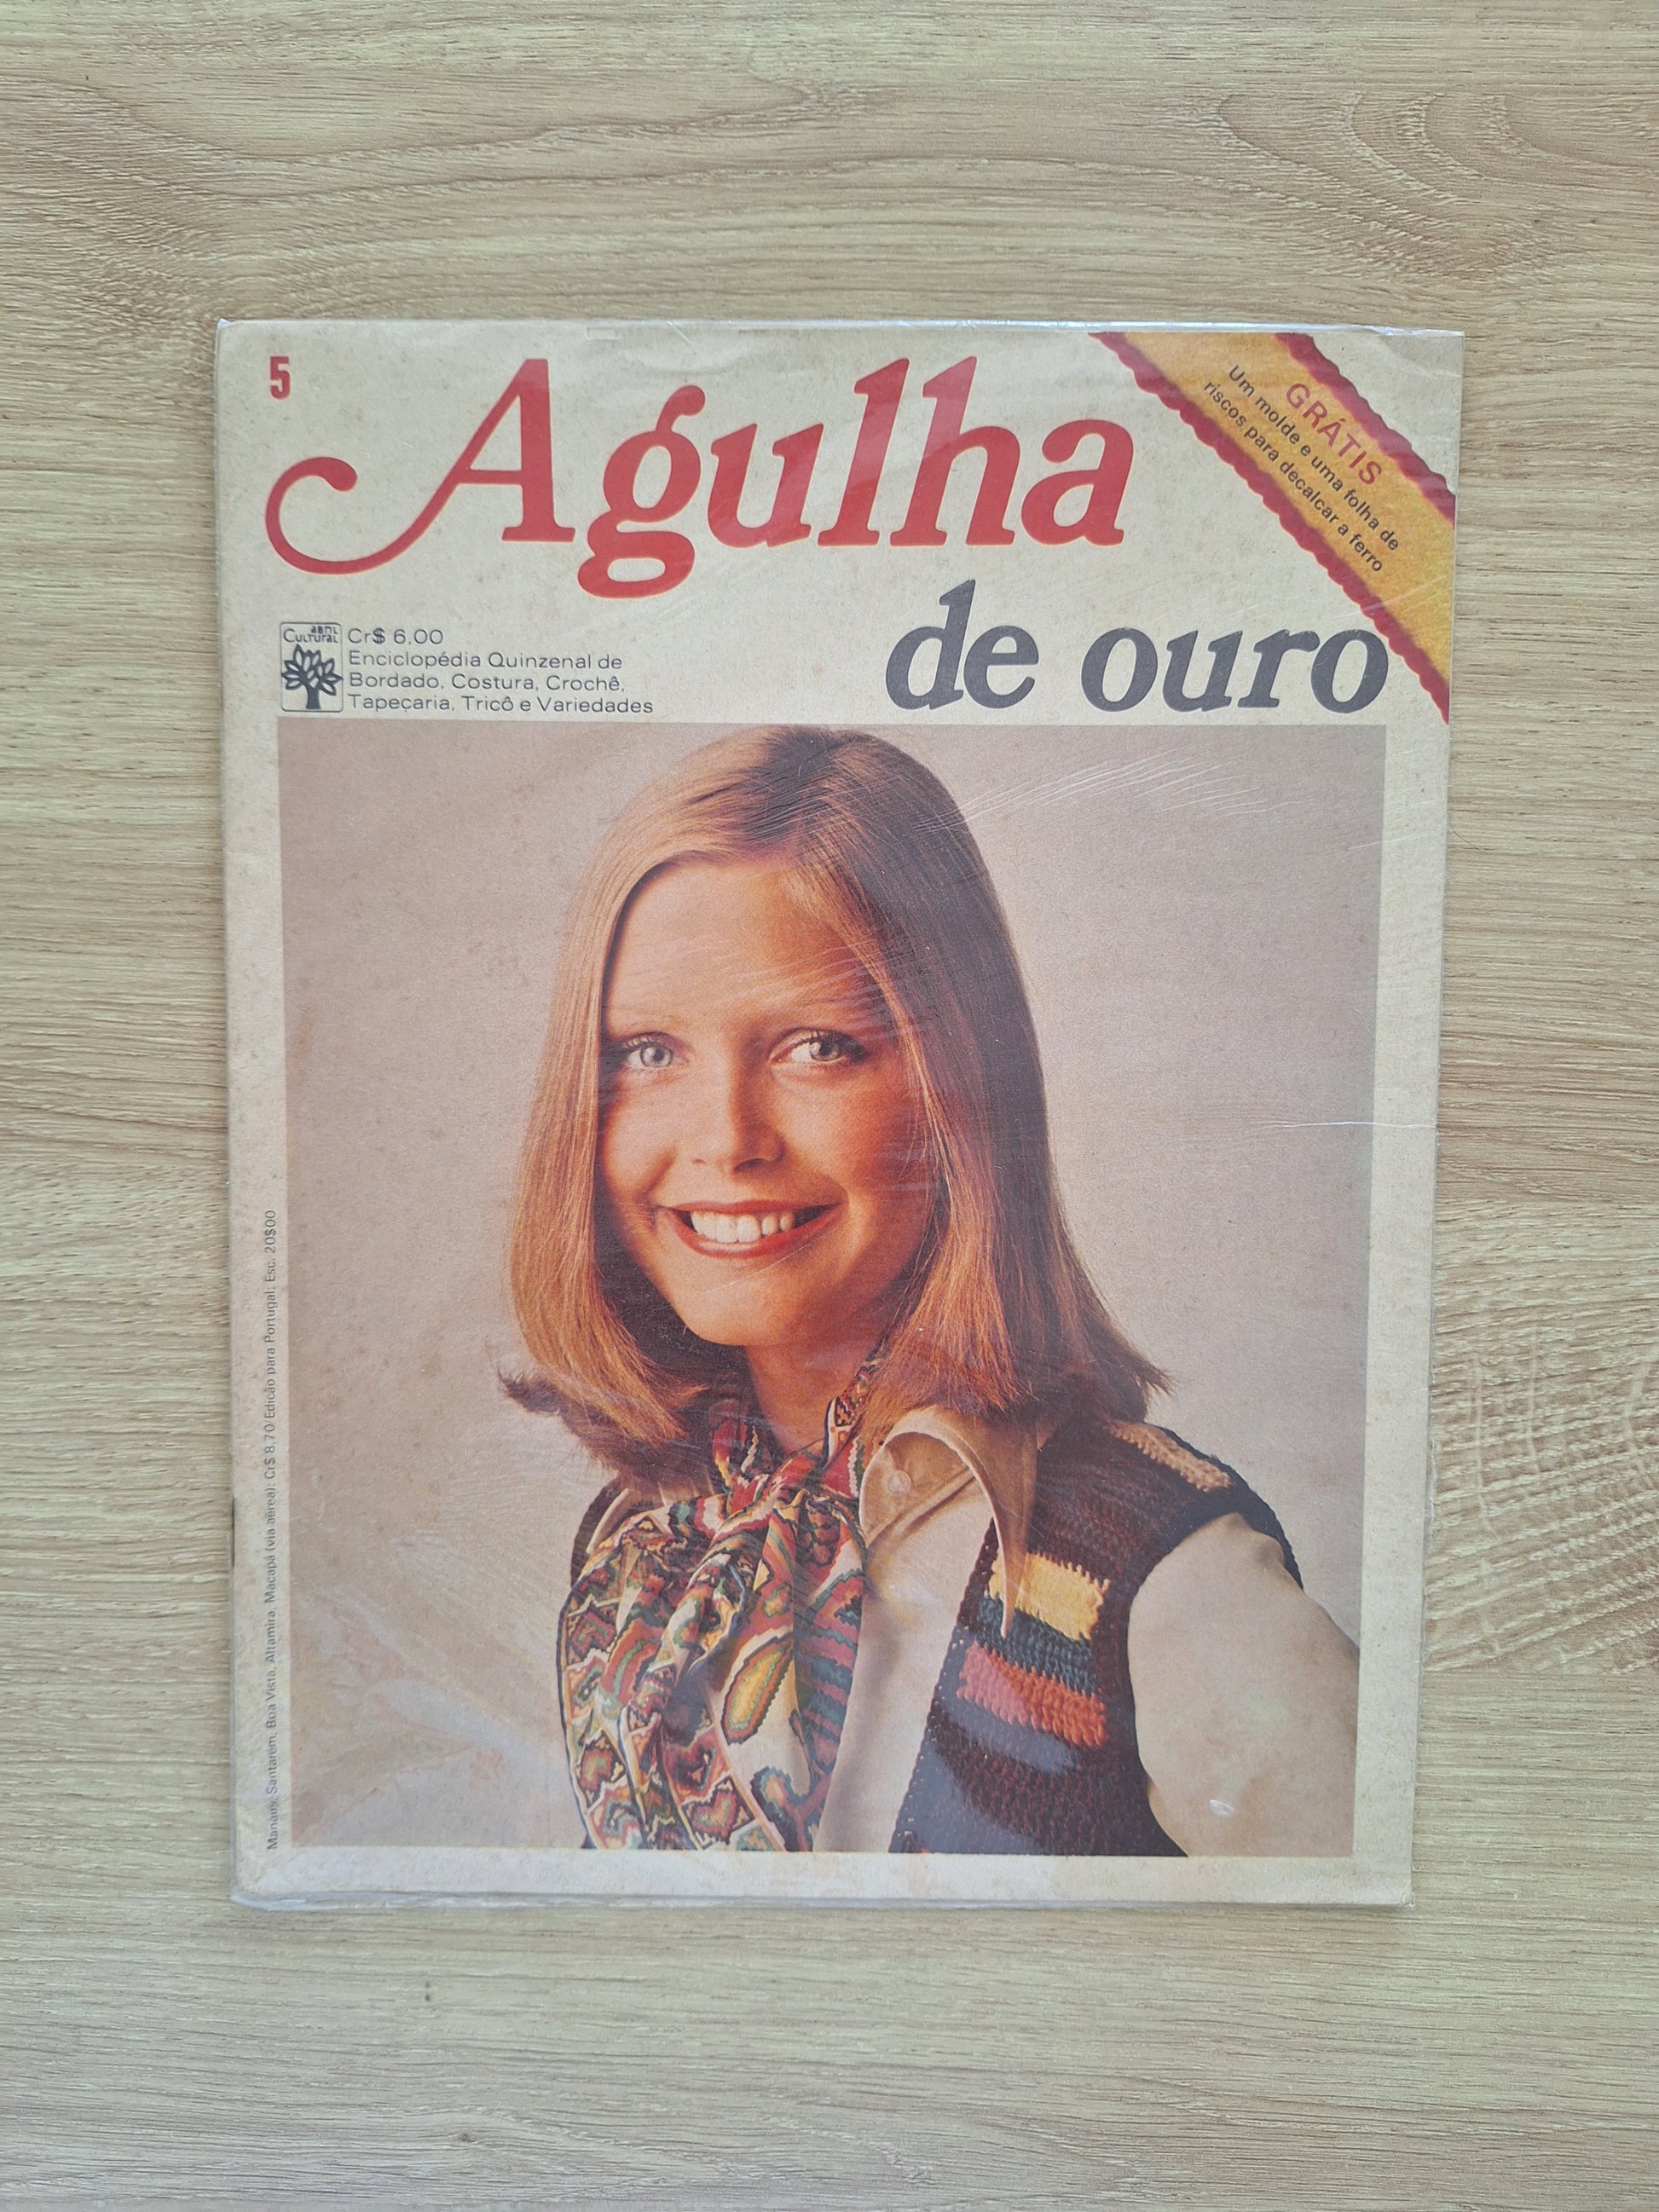 5
Agulha
de ouro
GRÁTIS
Um molde e uma folha de
riscos para decalcar a ferro
abril
Cultural
Cr$ 6,00
Enciclopédia Quinzenal de
Bordado, Costura, Crochê,
Tapeçaria, Tricô e Variedades
Manaus, Santarém, Boa Vista, Altamira, Macapá (via aérea): Cr$ 8,70/Edição para Portugal: Esc. 20$00